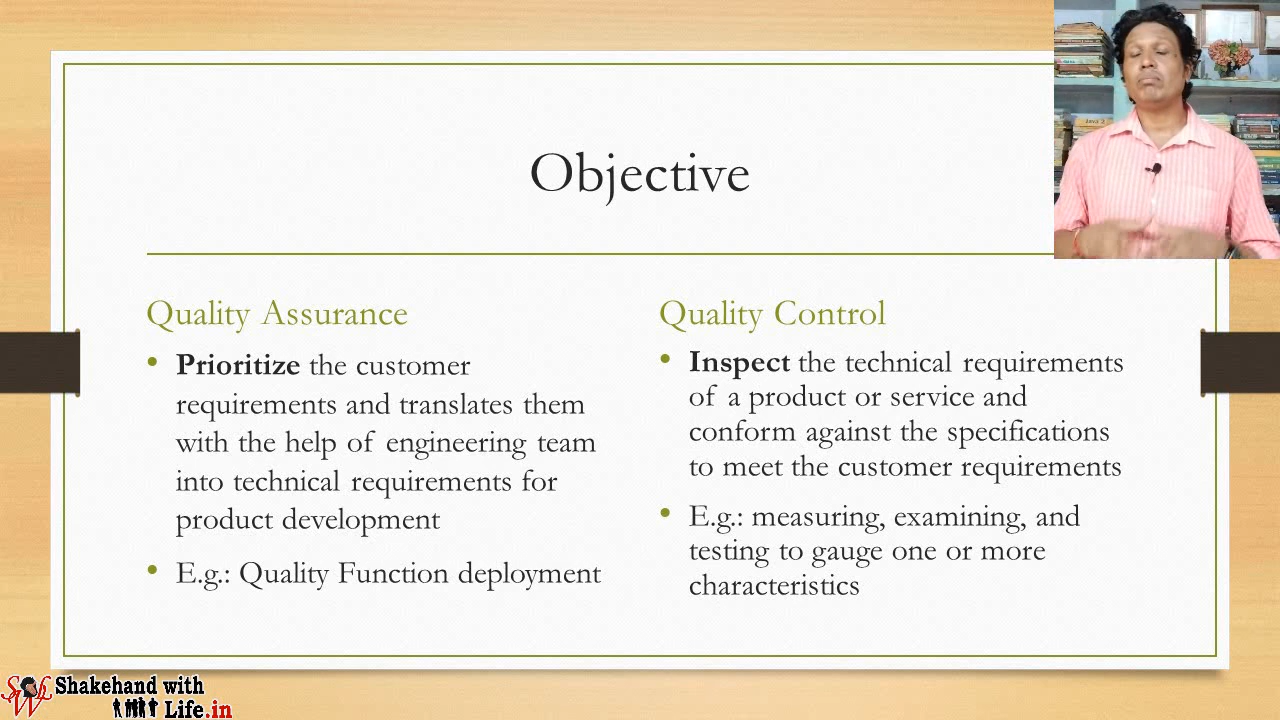 Objective
Quality Assurance
• Prioritize the customer
requirements and translates them
with the help of engineering team
into technical requirements for
product development
• E.g.: Quality Function deployment
Quality Control
• Inspect the technical requirements
of a product or service and
conform against the specifications
to meet the customer requirements
• E.g.: measuring, examining, and
testing to gauge one or more
characteristics
Shakehand with
Life.in